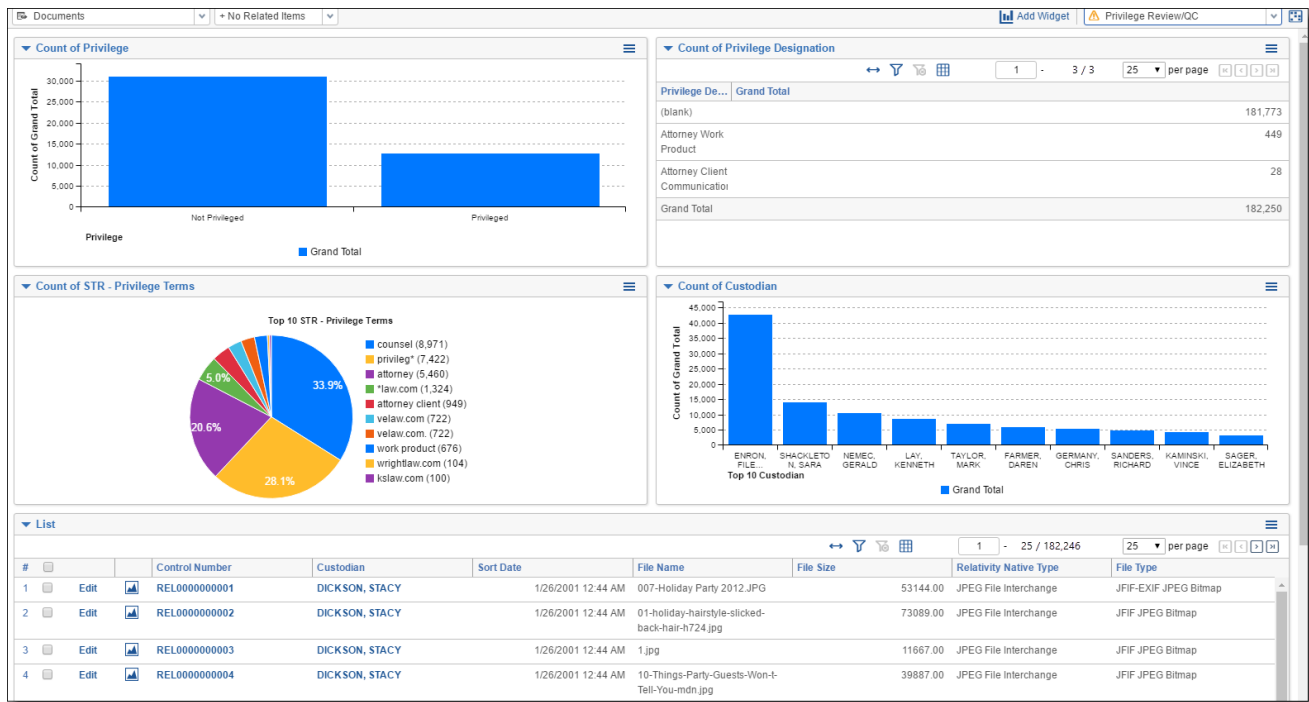 Documents
+ No Related Items
Add Widget
Privilege Review/QC
Count of Privilege
Count of Grand Total
30,000
25,000
20,000
15,000
10,000
5,000
0
Not Privileged
Privileged
Privilege
Grand Total
Count of Privilege Designation
1 - 3 / 3 25 per page
Privilege De... Grand Total
(blank) 181,773
Attorney Work 449
Product
Attorney Client 28
Communication
Grand Total 182,250
Count of STR - Privilege Terms
Top 10 STR - Privilege Terms
33.9%
28.1%
20.6%
5.0%
counsel (8,971)
privileg* (7,422)
attorney (5,460)
*law.com (1,324)
attorney client (949)
velaw.com (722)
velaw.com. (722)
work product (676)
wrightlaw.com (104)
kslaw.com (100)
Count of Custodian
Count of Grand Total
45,000
40,000
35,000
30,000
25,000
20,000
15,000
10,000
5,000
0
ENRON,
FILE...
SHACKLETO
N, SARA
NEMEC,
GERALD
LAY,
KENNETH
TAYLOR,
MARK
FARMER,
DAREN
GERMANY,
CHRIS
SANDERS,
RICHARD
KAMINSKI,
VINCE
SAGER,
ELIZABETH
Top 10 Custodian
Grand Total
List
1 - 25 / 182,246 25 per page
# Control Number Custodian Sort Date File Name File Size Relativity Native Type File Type
1 Edit REL0000000001 DICKSON, STACY 1/26/2001 12:44 AM 007-Holiday Party 2012.JPG 53144.00 JPEG File Interchange JFIF-EXIF JPEG Bitmap
2 Edit REL0000000002 DICKSON, STACY 1/26/2001 12:44 AM 01-holiday-hairstyle-slicked- 73089.00 JPEG File Interchange JFIF JPEG Bitmap
back-hair-h724.jpg
3 Edit REL0000000003 DICKSON, STACY 1/26/2001 12:44 AM 1.jpg 11667.00 JPEG File Interchange JFIF JPEG Bitmap
4 Edit REL0000000004 DICKSON, STACY 1/26/2001 12:44 AM 10-Things-Party-Guests-Won-t- 39887.00 JPEG File Interchange JFIF JPEG Bitmap
Tell-You-mdn.jpg